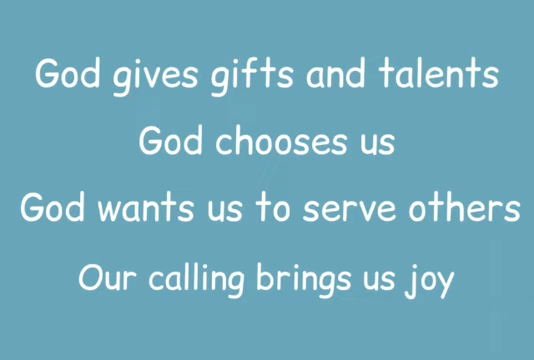 God gives gifts and talents
God chooses us
God wants us to serve others
Our calling brings us joy